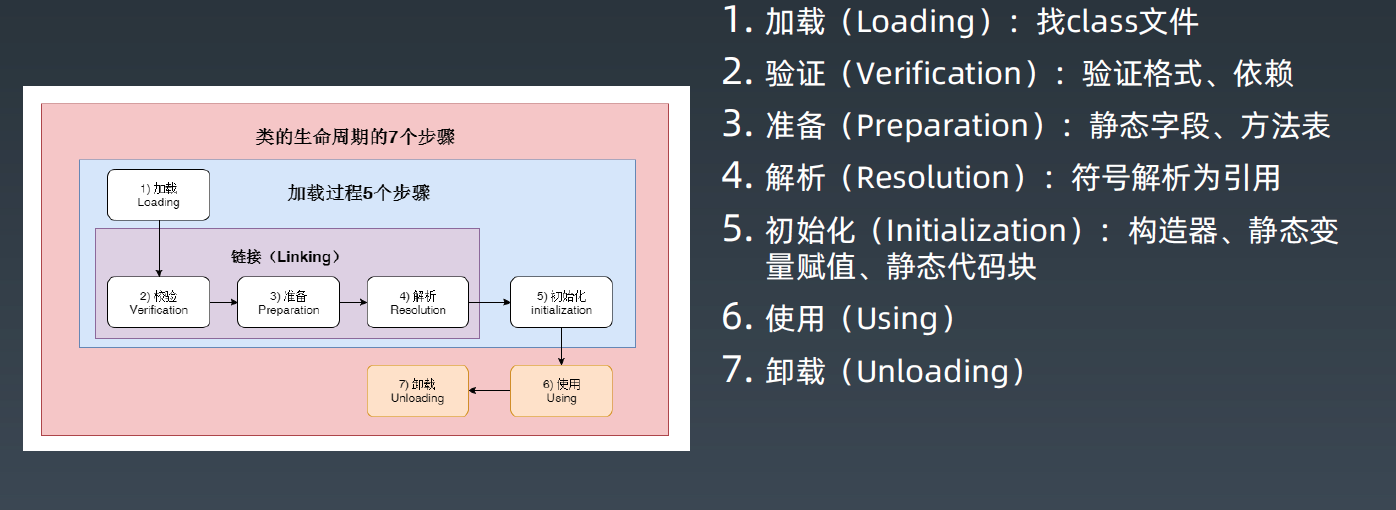 类的生命周期的7个步骤
加载过程5个步骤
1) 加载
Loading
链接（Linking）
2) 校验
Verification
3) 准备
Preparation
4) 解析
Resolution
5) 初始化
initialization
7) 卸载
Unloading
6) 使用
Using
1. 加载（Loading）：找class文件
2. 验证（Verification）：验证格式、依赖
3. 准备（Preparation）：静态字段、方法表
4. 解析（Resolution）：符号解析为引用
5. 初始化（Initialization）：构造器、静态变
量赋值、静态代码块
6. 使用（Using）
7. 卸载（Unloading）